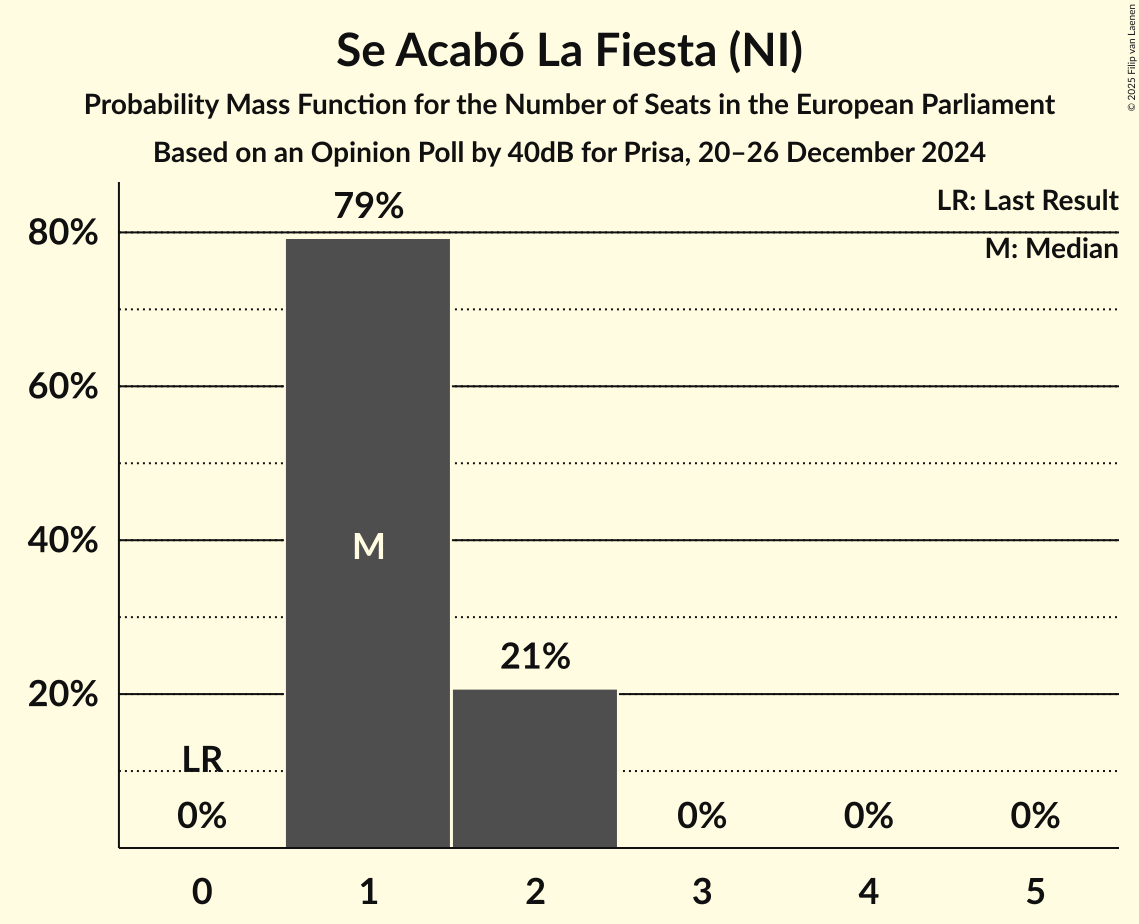 Se Acabó La Fiesta (NI)
Probability Mass Function for the Number of Seats in the European Parliament
Based on an Opinion Poll by 40dB for Prisa, 20–26 December 2024
© 2025 Filip van Laenen
LR: Last Result
M: Median
79%
80%
60%
40%
M
21%
20%
LR
0%
0%
0%
0%
0
1
2
3
4
5